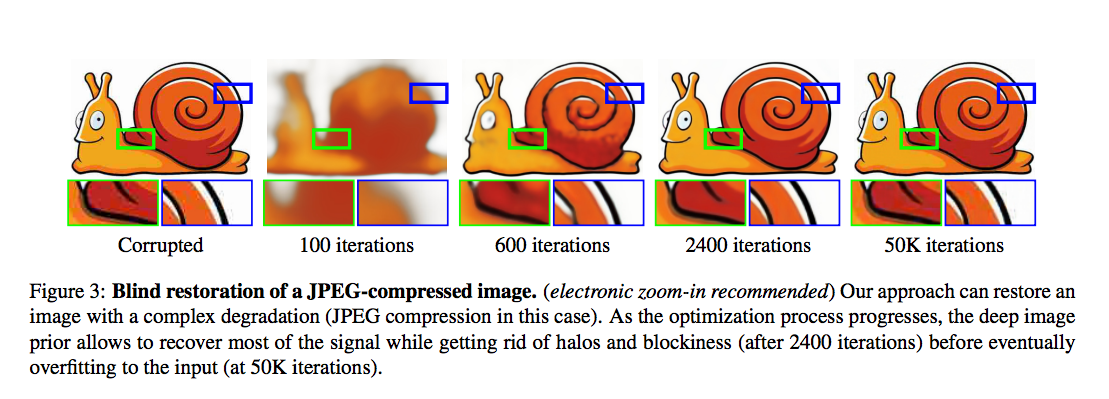 Corrupted 100 iterations 600 iterations 2400 iterations 50K iterations
Figure 3: Blind restoration of a JPEG-compressed image. (electronic zoom-in recommended) Our approach can restore an
image with a complex degradation (JPEG compression in this case). As the optimization process progresses, the deep image
prior allows to recover most of the signal while getting rid of halos and blockiness (after 2400 iterations) before eventually
overfitting to the input (at 50K iterations).